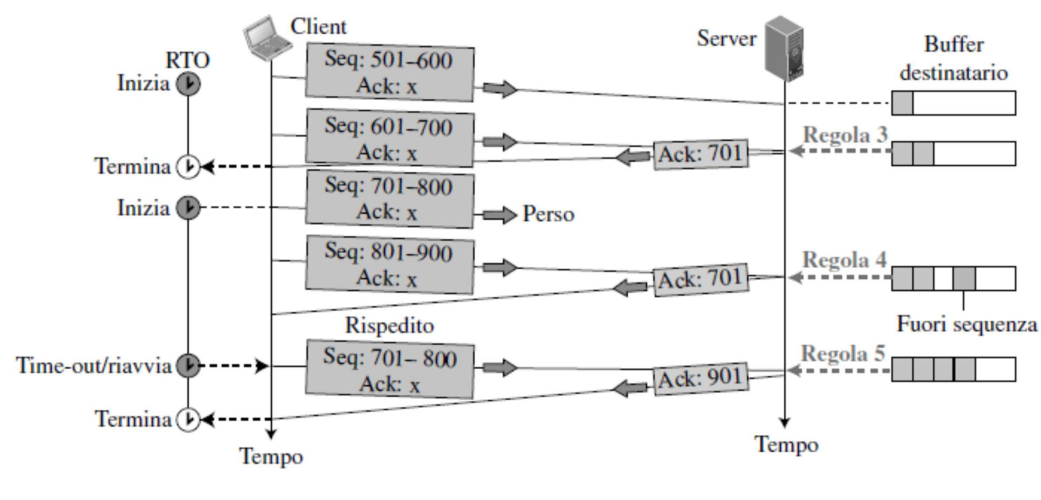 Client
Server
Buffer
destinatario
RTO
Inizia
Seq: 501–600
Ack: x
Seq: 601–700
Ack: x
Regola 3
Ack: 701
Termina
Seq: 701–800
Ack: x
Inizia
Perso
Seq: 801–900
Ack: x
Regola 4
Ack: 701
Fuori sequenza
Rispedito
Time-out/riavvia
Seq: 701– 800
Ack: x
Regola 5
Ack: 901
Termina
Tempo
Tempo